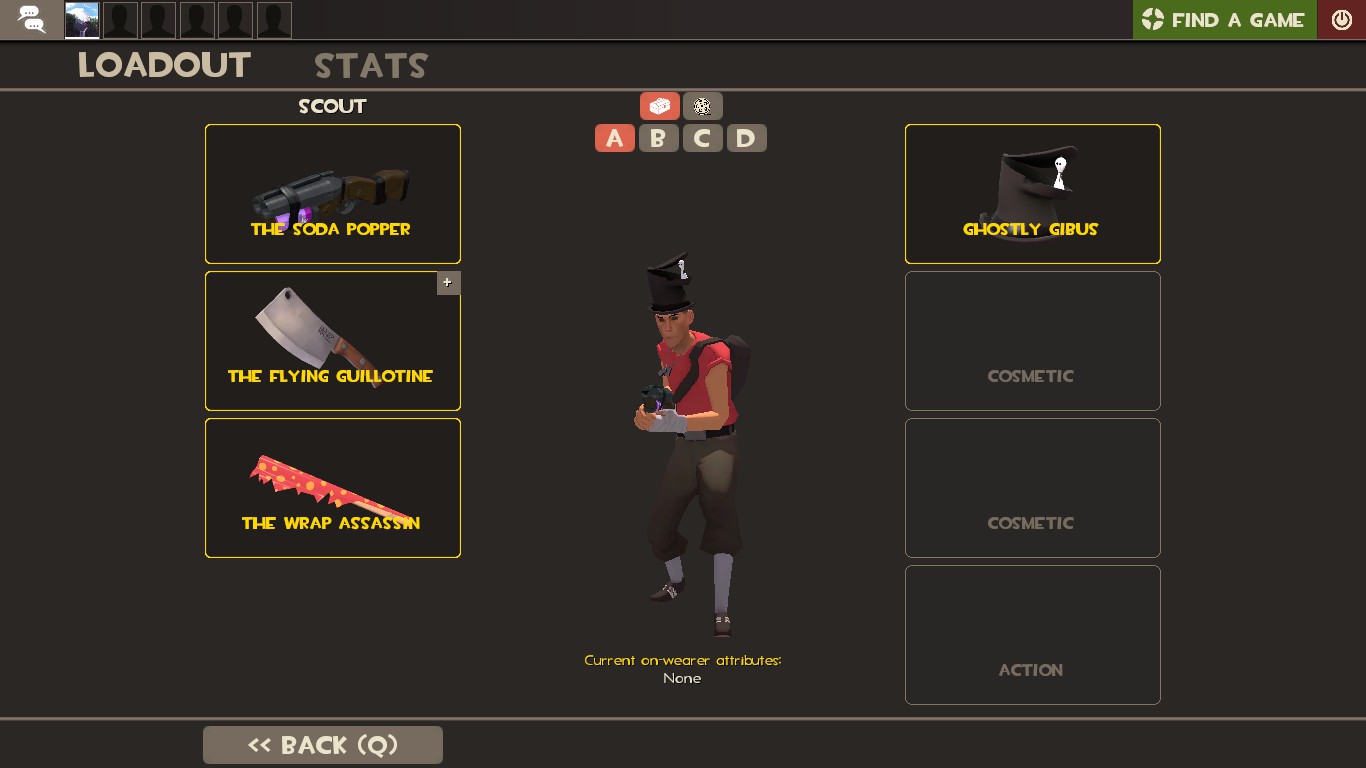 FIND A GAME
LOADOUT
STATS
SCOUT
A
B
C
D
THE SODA POPPER
+
THE FLYING GUILLOTINE
THE WRAP ASSASSIN
GHOSTLY GIBUS
COSMETIC
COSMETIC
ACTION
Current on-wearer attributes:
None
<< BACK (Q)